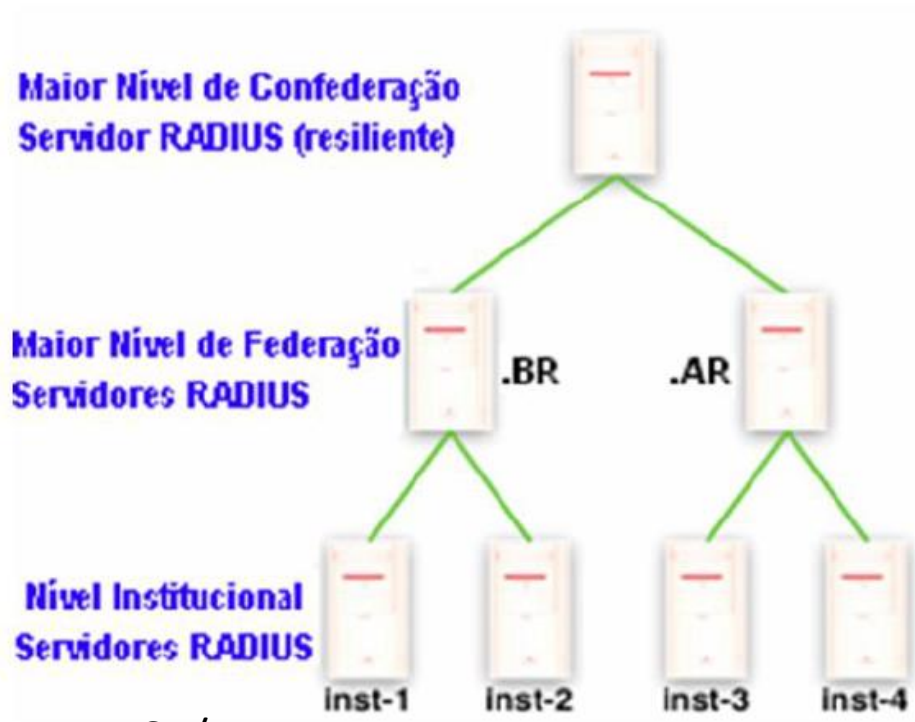 Maior Nível de Confederação
Servidor RADIUS (resiliente)
Maior Nível de Federação
Servidores RADIUS
.BR
.AR
Nível Institucional
Servidores RADIUS
inst-1
inst-2
inst-3
inst-4